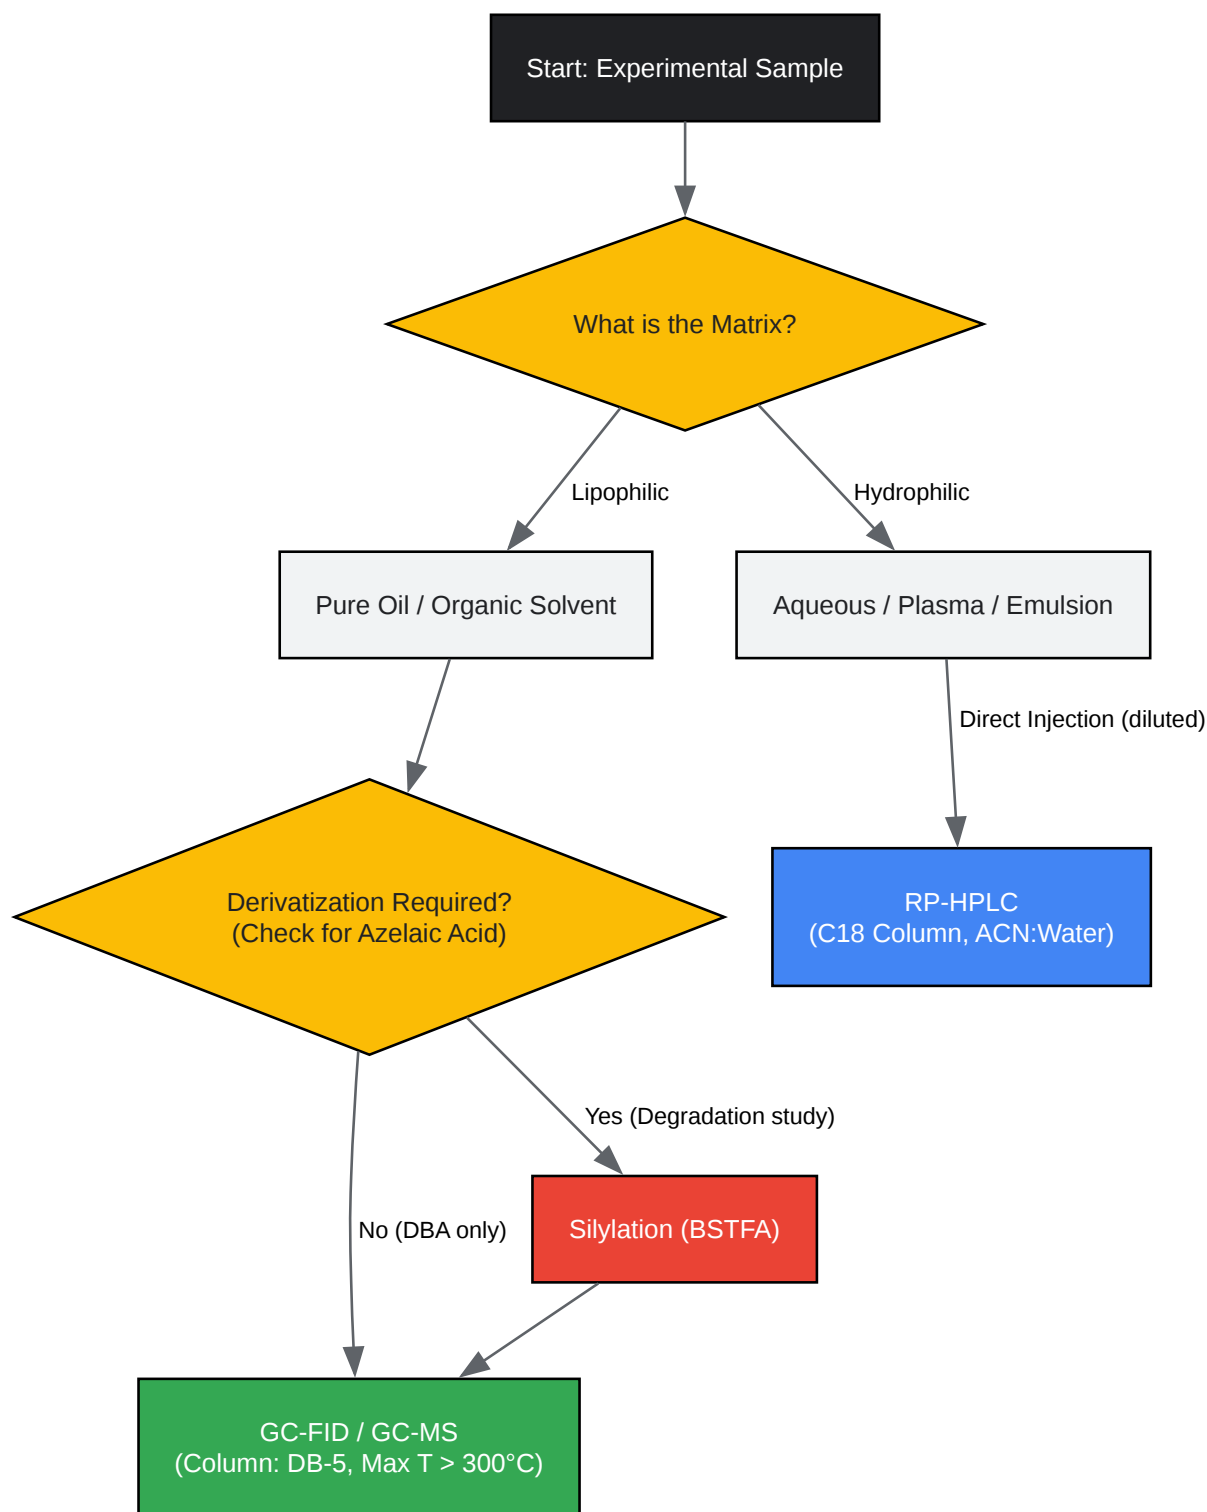 Start: Experimental Sample
What is the Matrix?
Lipophilic
Hydrophilic
Pure Oil / Organic Solvent
Aqueous / Plasma / Emulsion
Direct Injection (diluted)
Derivatization Required?
(Check for Azelaic Acid)
RP-HPLC
(C18 Column, ACN:Water)
Yes (Degradation study)
No (DBA only)
Silylation (BSTFA)
GC-FID / GC-MS
(Column: DB-5, Max T > 300°C)